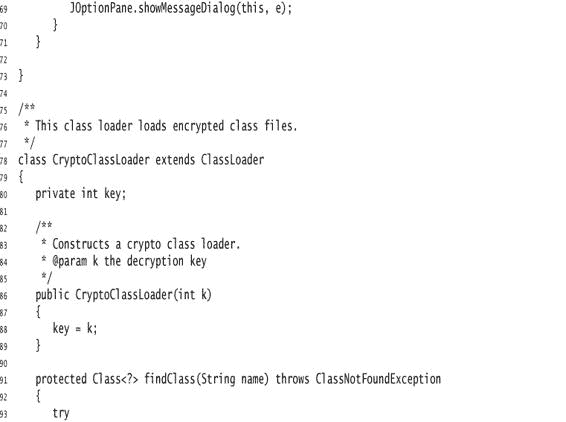 69 JOptionPane.showMessageDialog(this, e);
70 }
71 }
72
73 }
74
75 /**
76 * This class loader loads encrypted class files.
77 */
78 class CryptoClassLoader extends ClassLoader
79 {
80 private int key;
81
82 /**
83 * Constructs a crypto class loader.
84 * @param k the decryption key
85 */
86 public CryptoClassLoader(int k)
87 {
88 key = k;
89 }
90
91 protected Class<?> findClass(String name) throws ClassNotFoundException
92 {
93 try